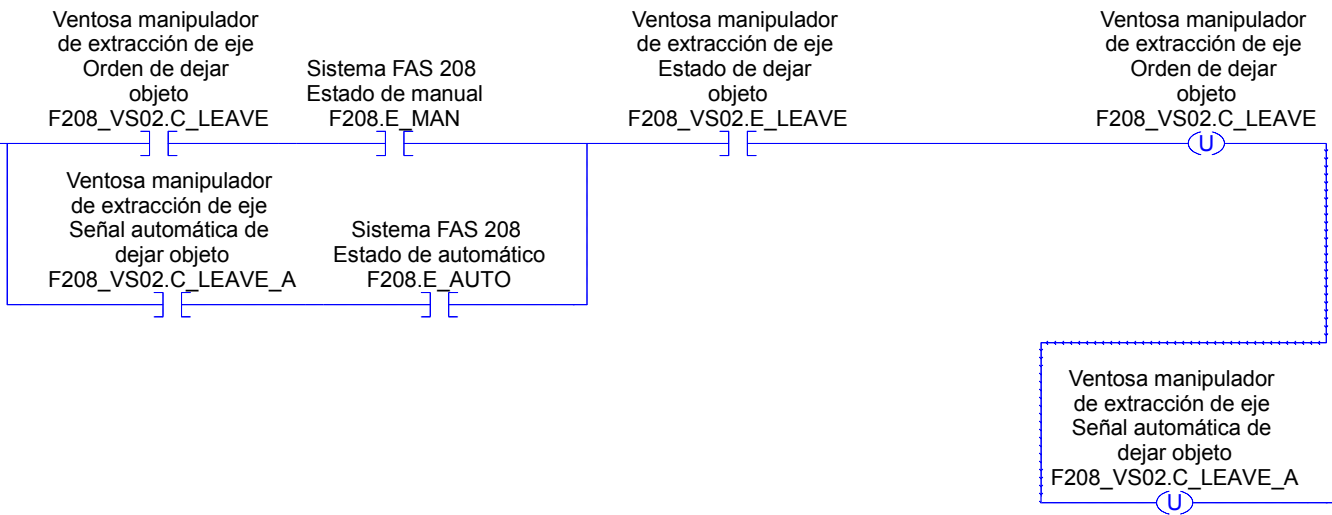 Ventosa manipulador
de extracción de eje
Orden de dejar
objeto
F208_VS02.C_LEAVE
Sistema FAS 208
Estado de manual
F208.E_MAN
Ventosa manipulador
de extracción de eje
Estado de dejar
objeto
F208_VS02.E_LEAVE
Ventosa manipulador
de extracción de eje
Orden de dejar
objeto
F208_VS02.C_LEAVE
U
Ventosa manipulador
de extracción de eje
Señal automática de
dejar objeto
F208_VS02.C_LEAVE_A
Sistema FAS 208
Estado de automático
F208.E_AUTO
Ventosa manipulador
de extracción de eje
Señal automática de
dejar objeto
F208_VS02.C_LEAVE_A
U